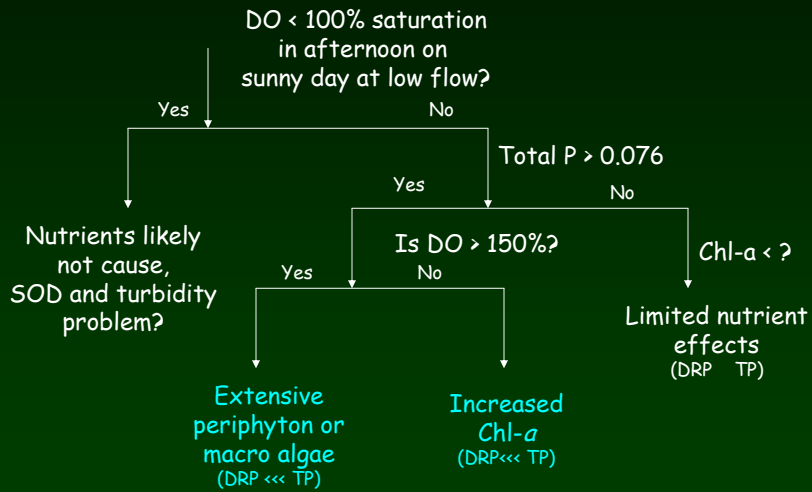 DO < 100% saturation
in afternoon on
sunny day at low flow?
Yes
No
Total P > 0.076
Yes
No
Nutrients likely
not cause,
SOD and turbidity
problem?
Is DO > 150%?
Chl-a < ?
Yes
No
Limited nutrient
effects
(DRP TP)
Extensive
periphyton or
macro algae
(DRP <<< TP)
Increased
Chl-a
(DRP<<< TP)